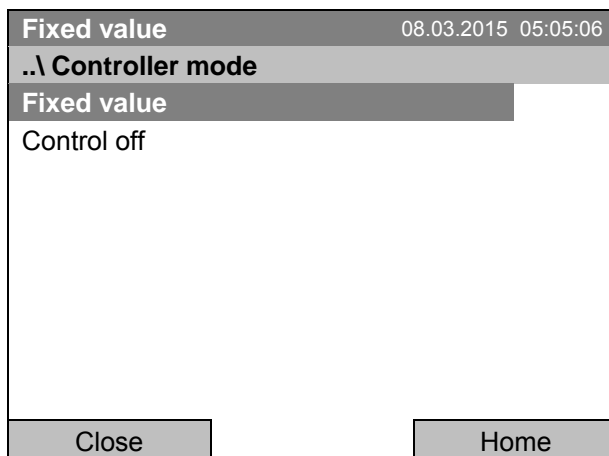 Fixed value 08.03.2015 05:05:06
..\ Controller mode
Fixed value
Control off
Close Home